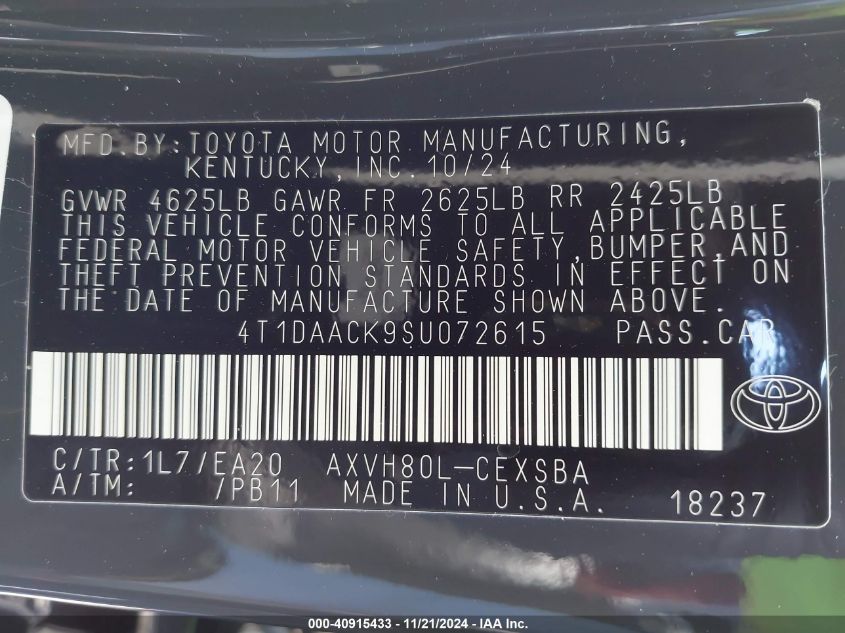 MFD.BY:TOYOTA MOTOR MANUFACTURING,
KENTUCKY,INC. 10/24
GVWR 4625LB GAWR FR 2625LB RR 2425LB
THIS VEHICLE CONFORMS TO ALL APPLICABLE
FEDERAL MOTOR VEHICLE SAFETY,BUMPER,AND
THEFT PREVENTION STANDARDS IN EFFECT ON
THE DATE OF MANUFACTURE SHOWN ABOVE.
4T1DAACK9SU072615 PASS.CAR
C/TR:1L7/EA20 AXVH80L-CEXSBA
A/TM: /PB11 MADE IN U.S.A. 18237
000-40915433 - 11/21/2024 - IAA Inc.